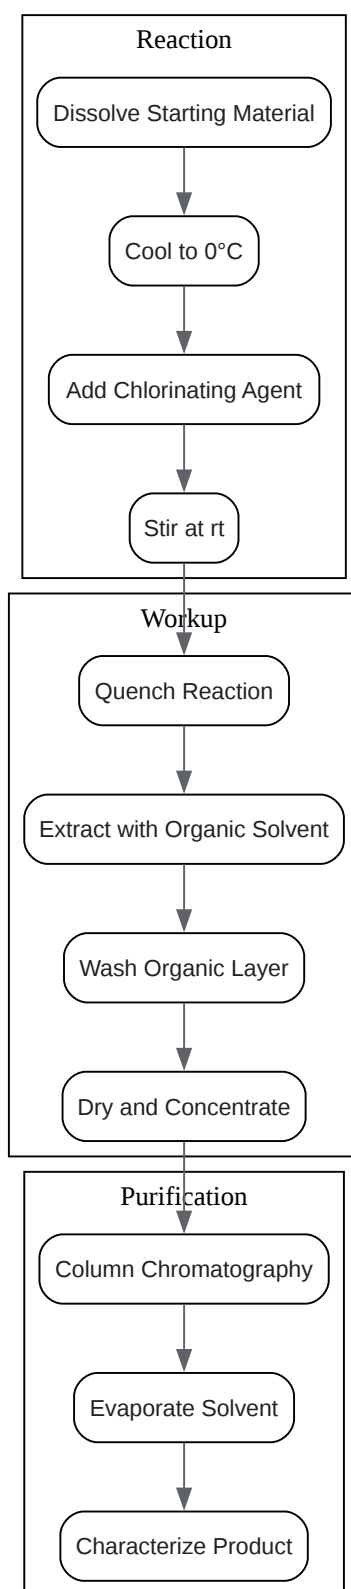 Reaction
Dissolve Starting Material
Cool to 0°C
Add Chlorinating Agent
Stir at rt
Workup
Quench Reaction
Extract with Organic Solvent
Wash Organic Layer
Dry and Concentrate
Purification
Column Chromatography
Evaporate Solvent
Characterize Product